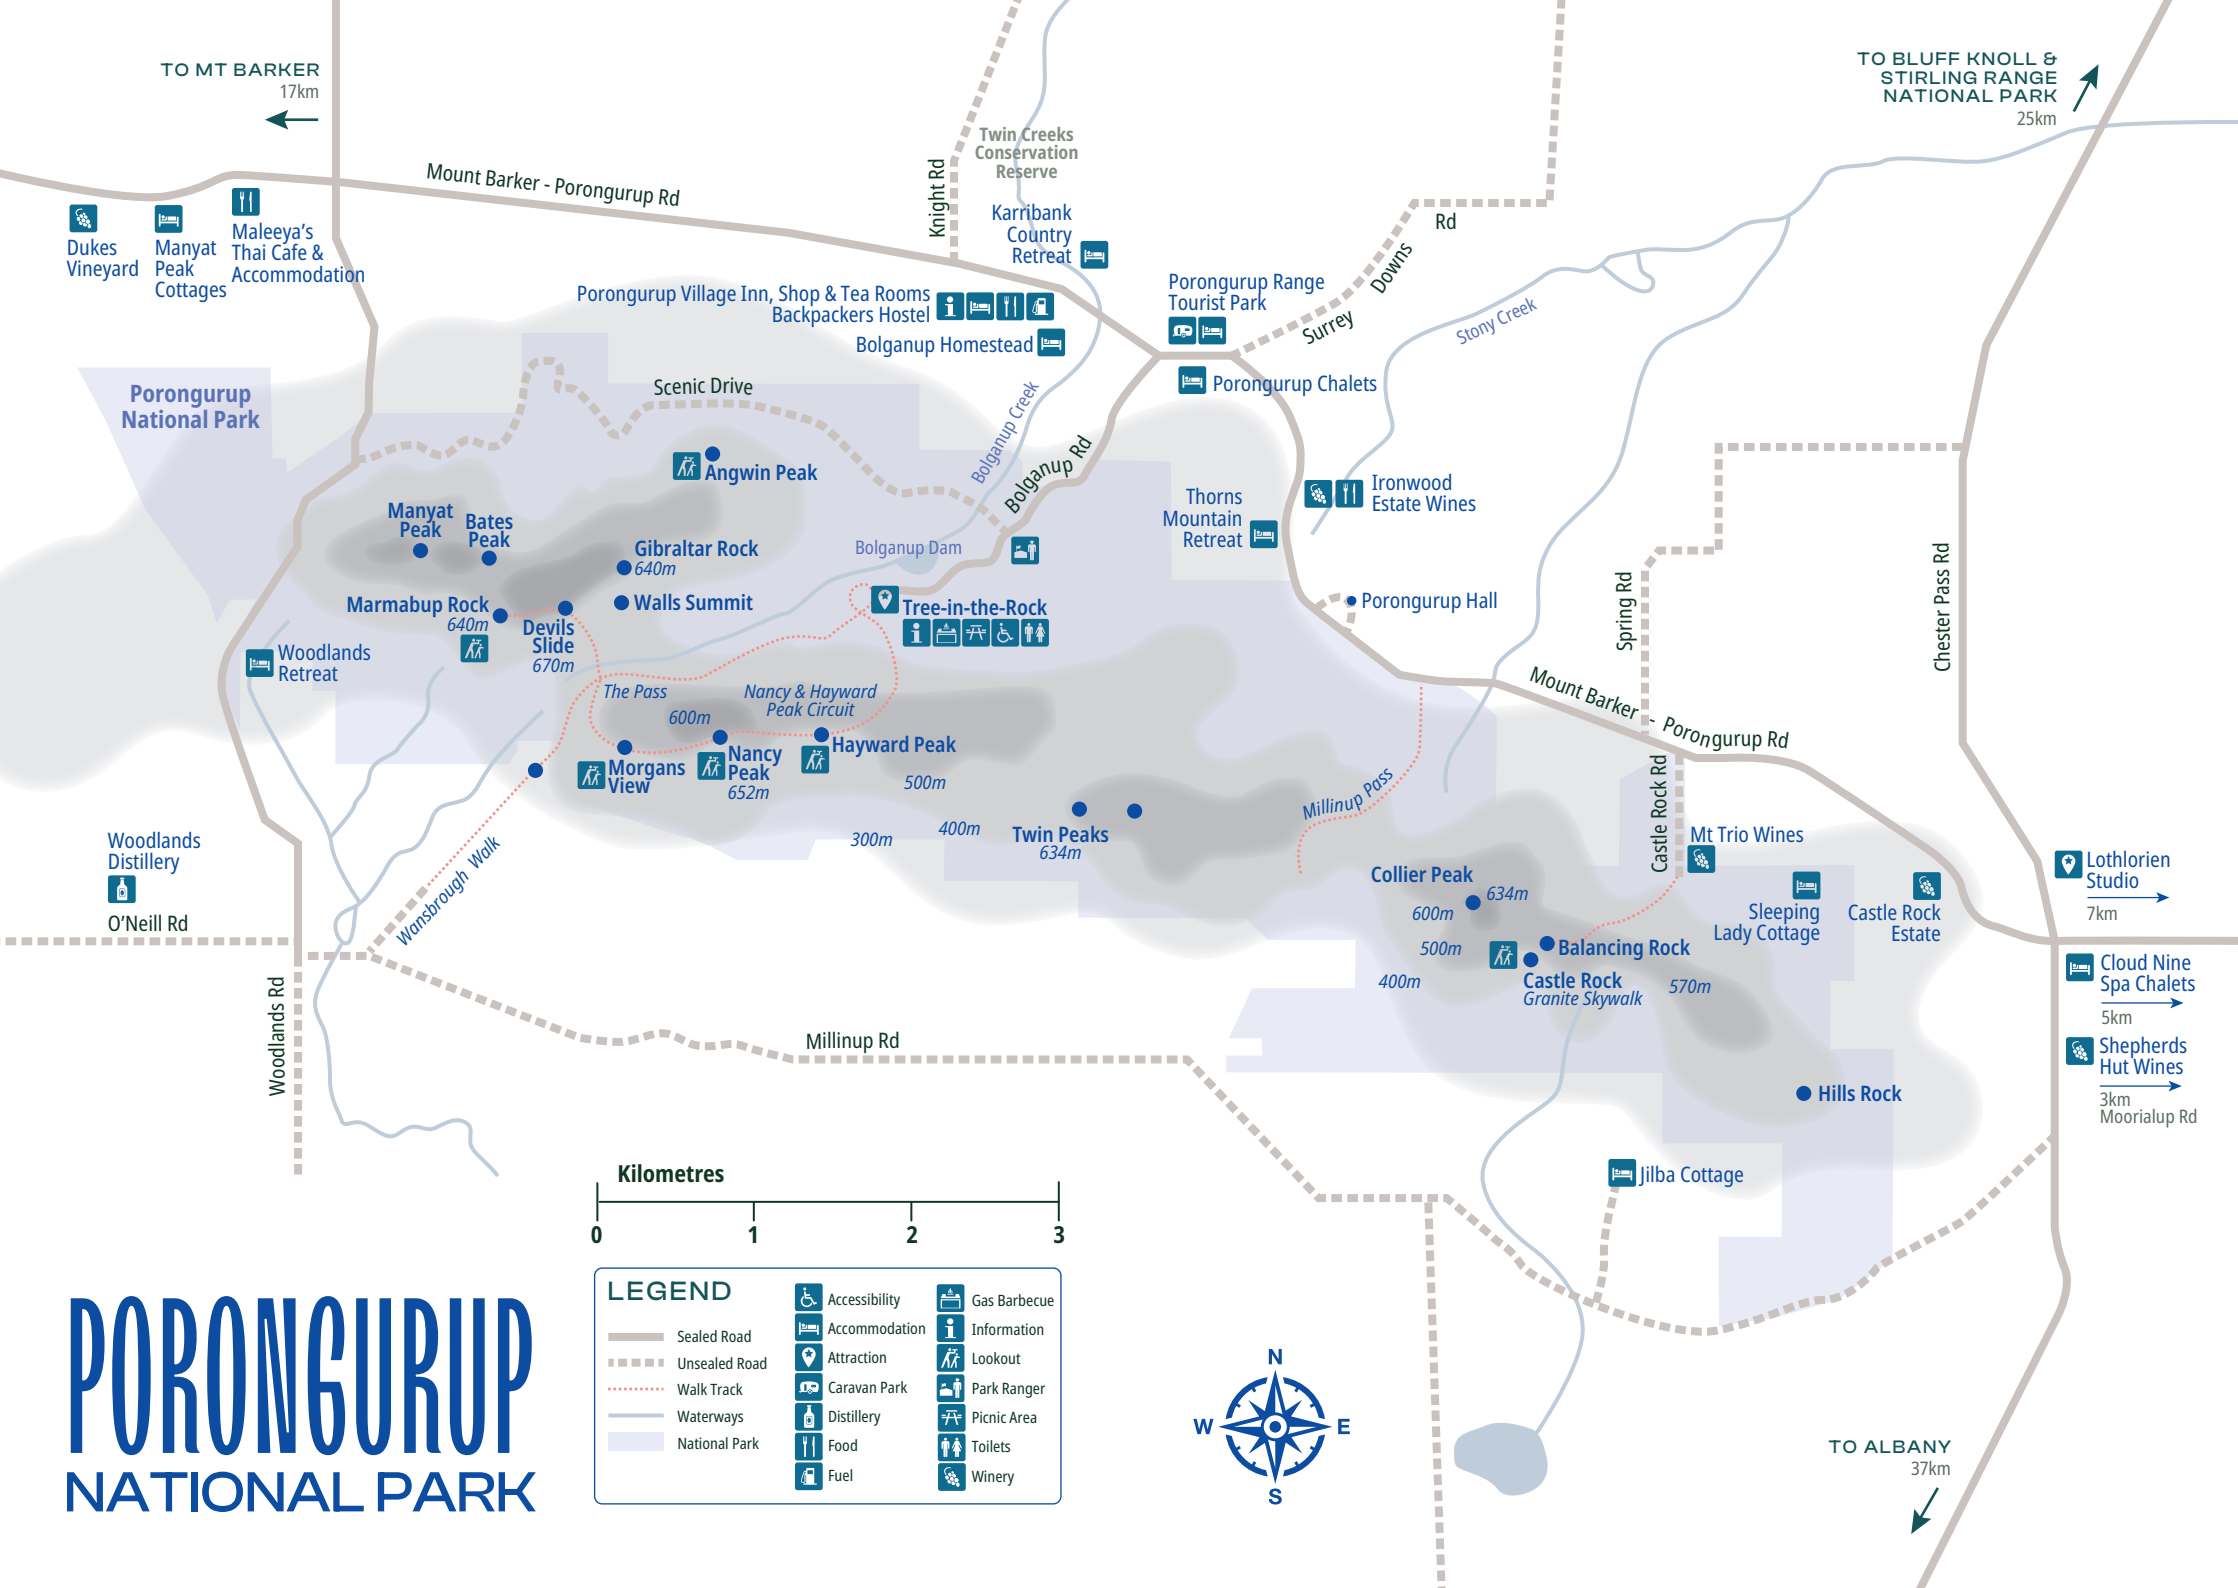 TO MT BARKER
17km
TO BLUFF KNOLL &
STIRLING RANGE
NATIONAL PARK
25km
Twin Creeks
Conservation
Reserve
Mount Barker - Porongurup Rd
Knight Rd
Dukes
Vineyard
Manyat
Peak
Cottages
Maleeya's
Thai Cafe &
Accommodation
Karribank
Country
Retreat
Surrey Downs Rd
Porongurup Village Inn, Shop & Tea Rooms
Backpackers Hostel
Bolganup Homestead
Porongurup Range
Tourist Park
Porongurup Chalets
Stony Creek
Porongurup
National Park
Scenic Drive
Bolganup Creek
Bolganup Rd
Angwin Peak
Manyat
Peak
Bates
Peak
Gibraltar Rock
640m
Walls Summit
Marmabup Rock
640m
Devils
Slide
670m
Bolganup Dam
Tree-in-the-Rock
Thorns
Mountain
Retreat
Ironwood
Estate Wines
Porongurup Hall
Spring Rd
Chester Pass Rd
Woodlands
Retreat
The Pass
600m
Nancy & Hayward
Peak Circuit
Hayward Peak
Morgans
View
Nancy
Peak
652m
500m
400m
300m
Twin Peaks
634m
Millinup Pass
Mount Barker - Porongurup Rd
Castle Rock Rd
Mt Trio Wines
Woodlands
Distillery
O'Neill Rd
Wansbrough Walk
Collier Peak
634m
600m
500m
400m
Balancing Rock
Castle Rock
Granite Skywalk
570m
Sleeping
Lady Cottage
Castle Rock
Estate
Lothlorien
Studio
7km
Cloud Nine
Spa Chalets
5km
Shepherds
Hut Wines
3km
Moorialup Rd
Woodlands Rd
Millinup Rd
Hills Rock
Jilba Cottage
Kilometres
0 1 2 3
PORONGURUP
NATIONAL PARK
LEGEND
Sealed Road
Unsealed Road
Walk Track
Waterways
National Park
Accessibility
Accommodation
Attraction
Caravan Park
Distillery
Food
Fuel
Gas Barbecue
Information
Lookout
Park Ranger
Picnic Area
Toilets
Winery
N
W E
S
TO ALBANY
37km